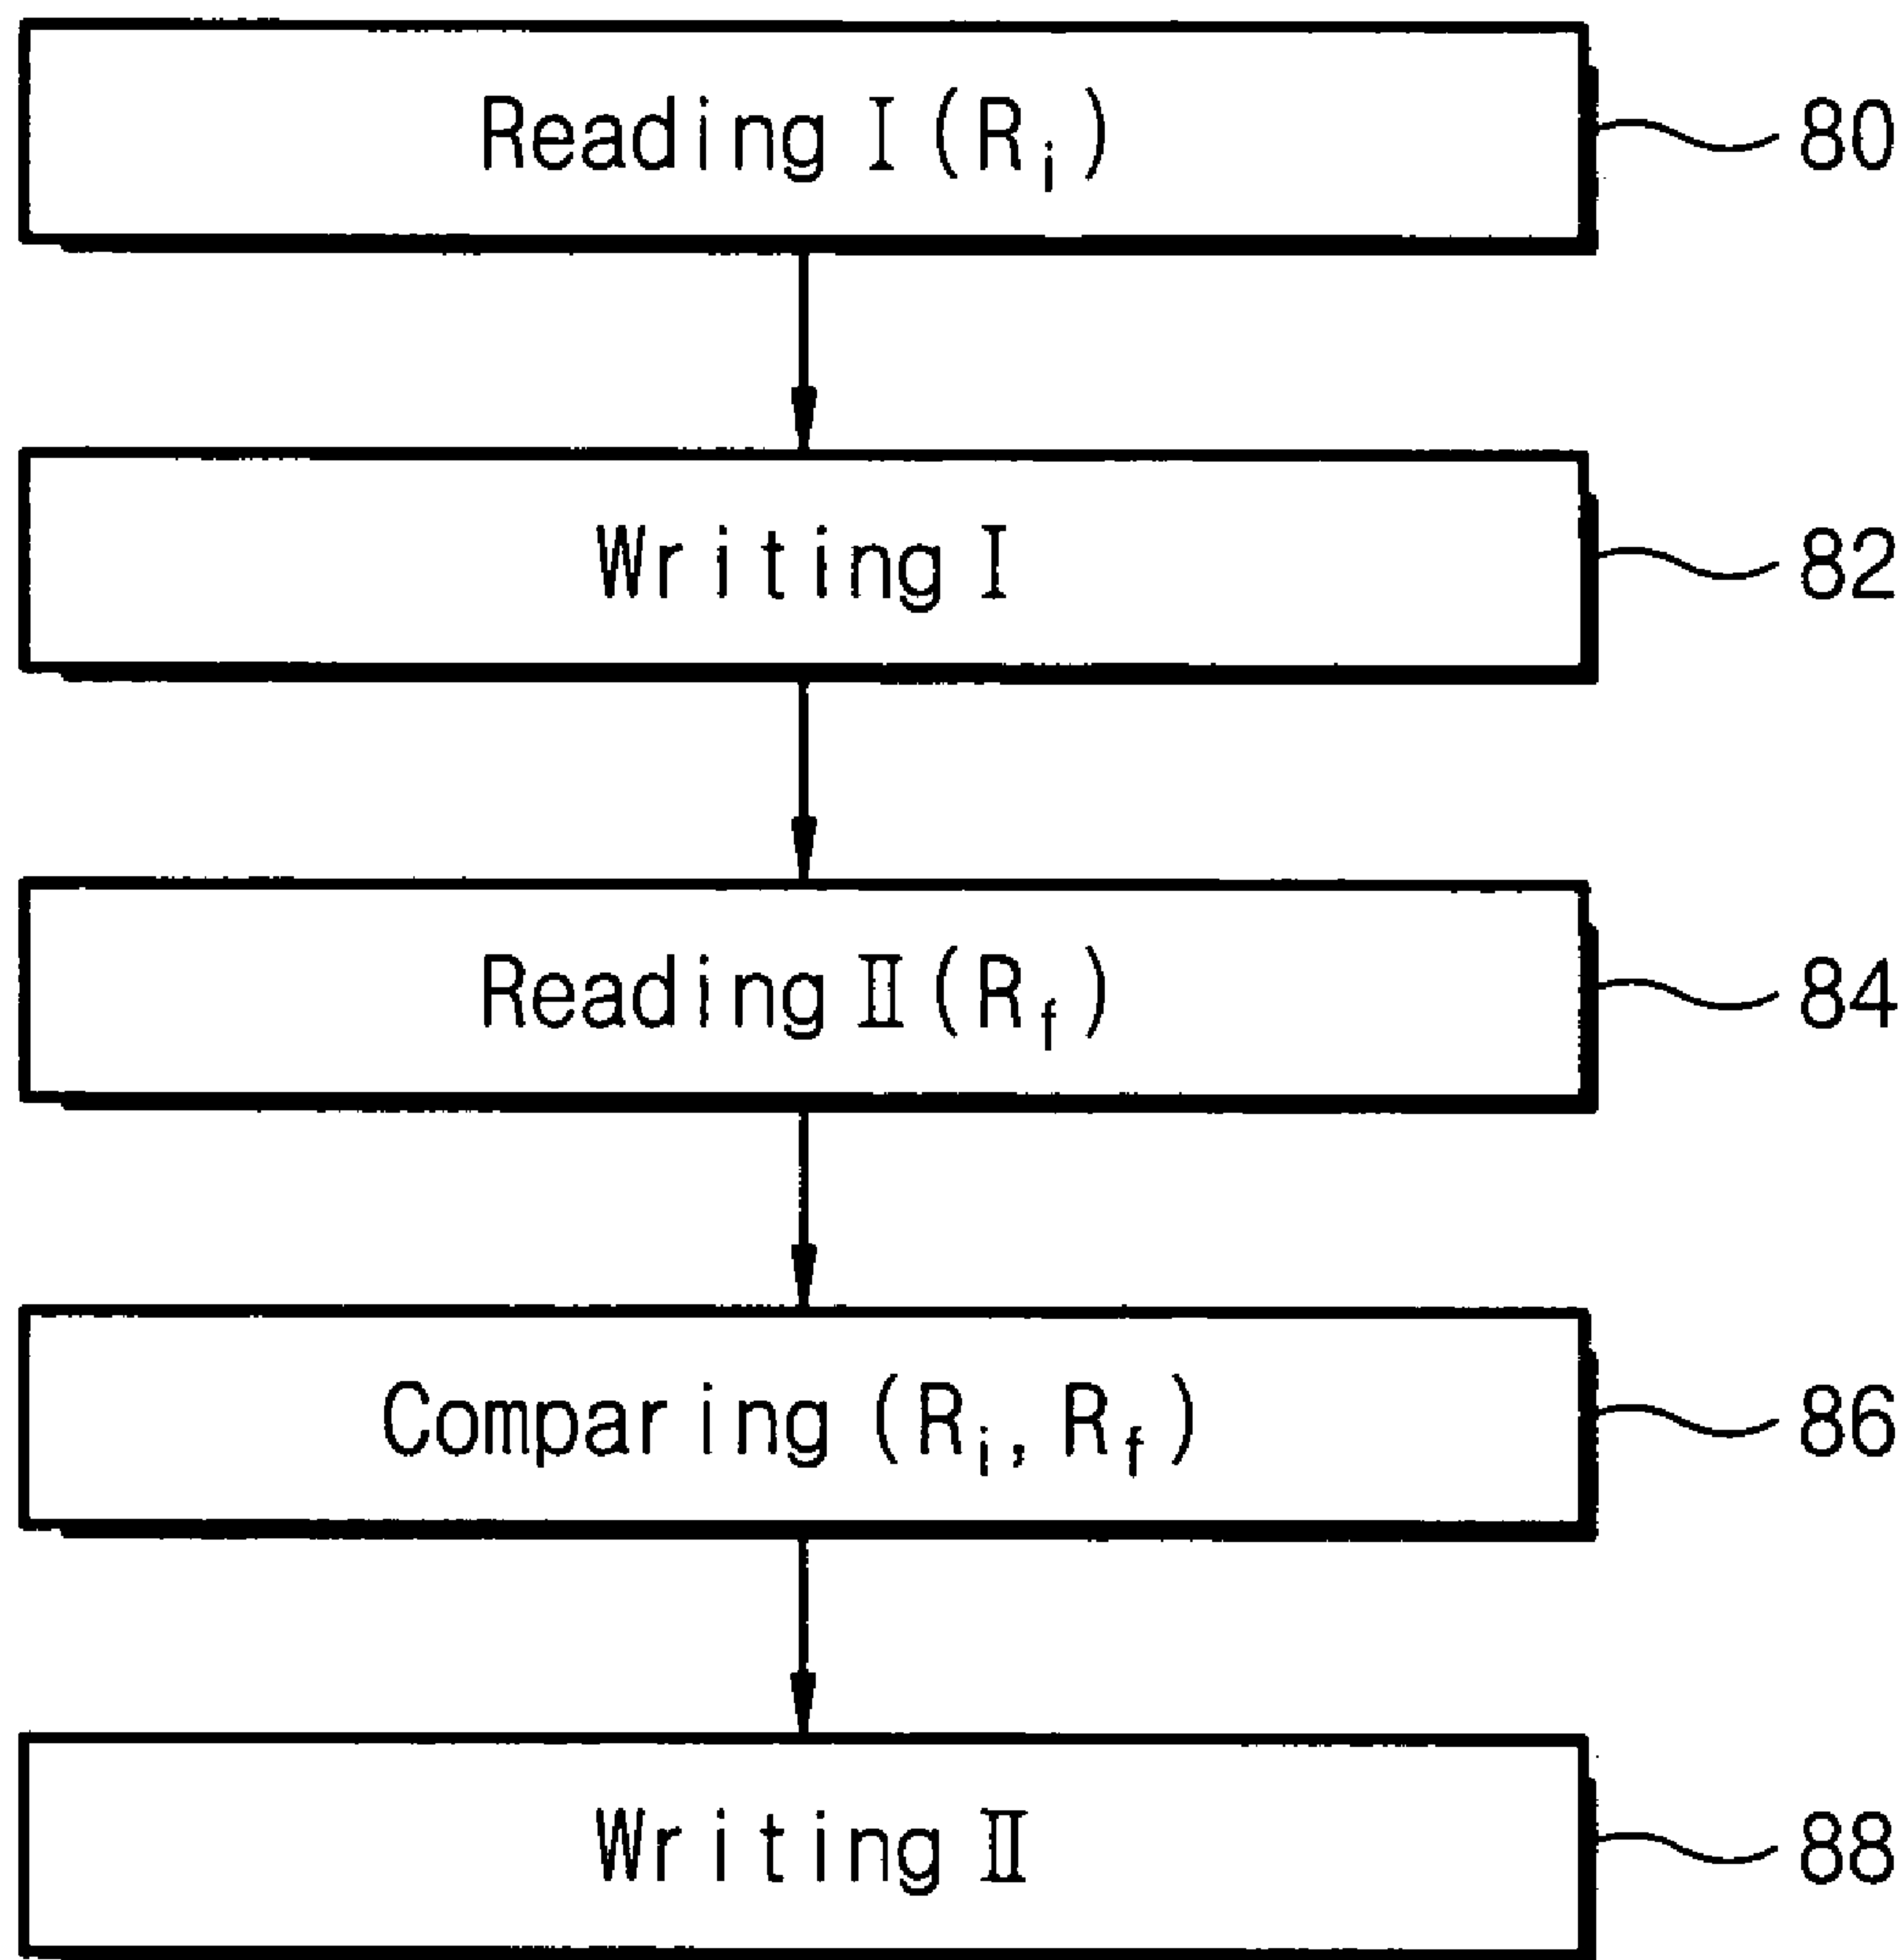 Reading I (Ri) 80
Writing I 82
Reading II (Rf) 84
Comparing (Ri, Rf) 86
Writing II 88